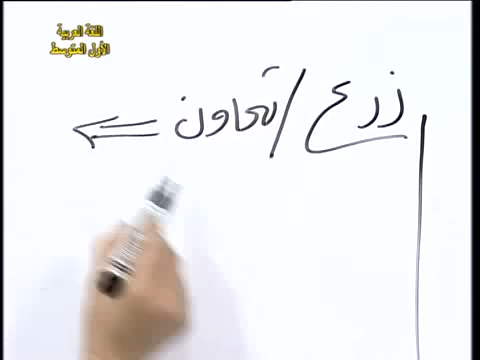 اللغة العربية
الأول المتوسط
زرع / تعاون ⇐